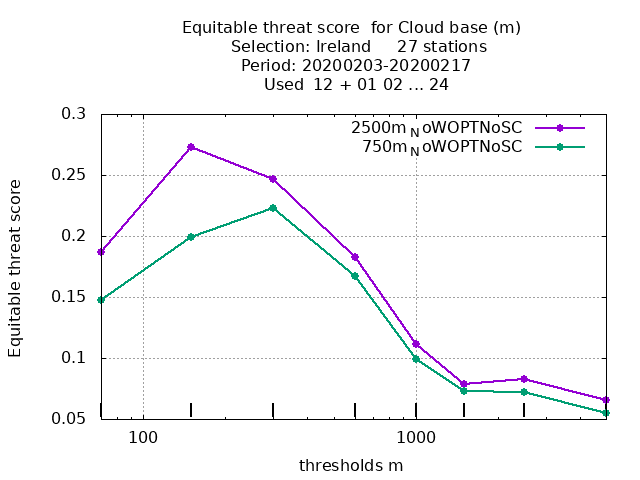 Equitable threat score  for Cloud base (m)
Selection: Ireland     27 stations
Period: 20200203-20200217
Used  12 + 01 02 ... 24
2500m_NoWOPTNoSC
750m_NoWOPTNoSC
0.3
0.25
0.2
0.15
0.1
0.05
Equitable threat score
100 1000
thresholds m